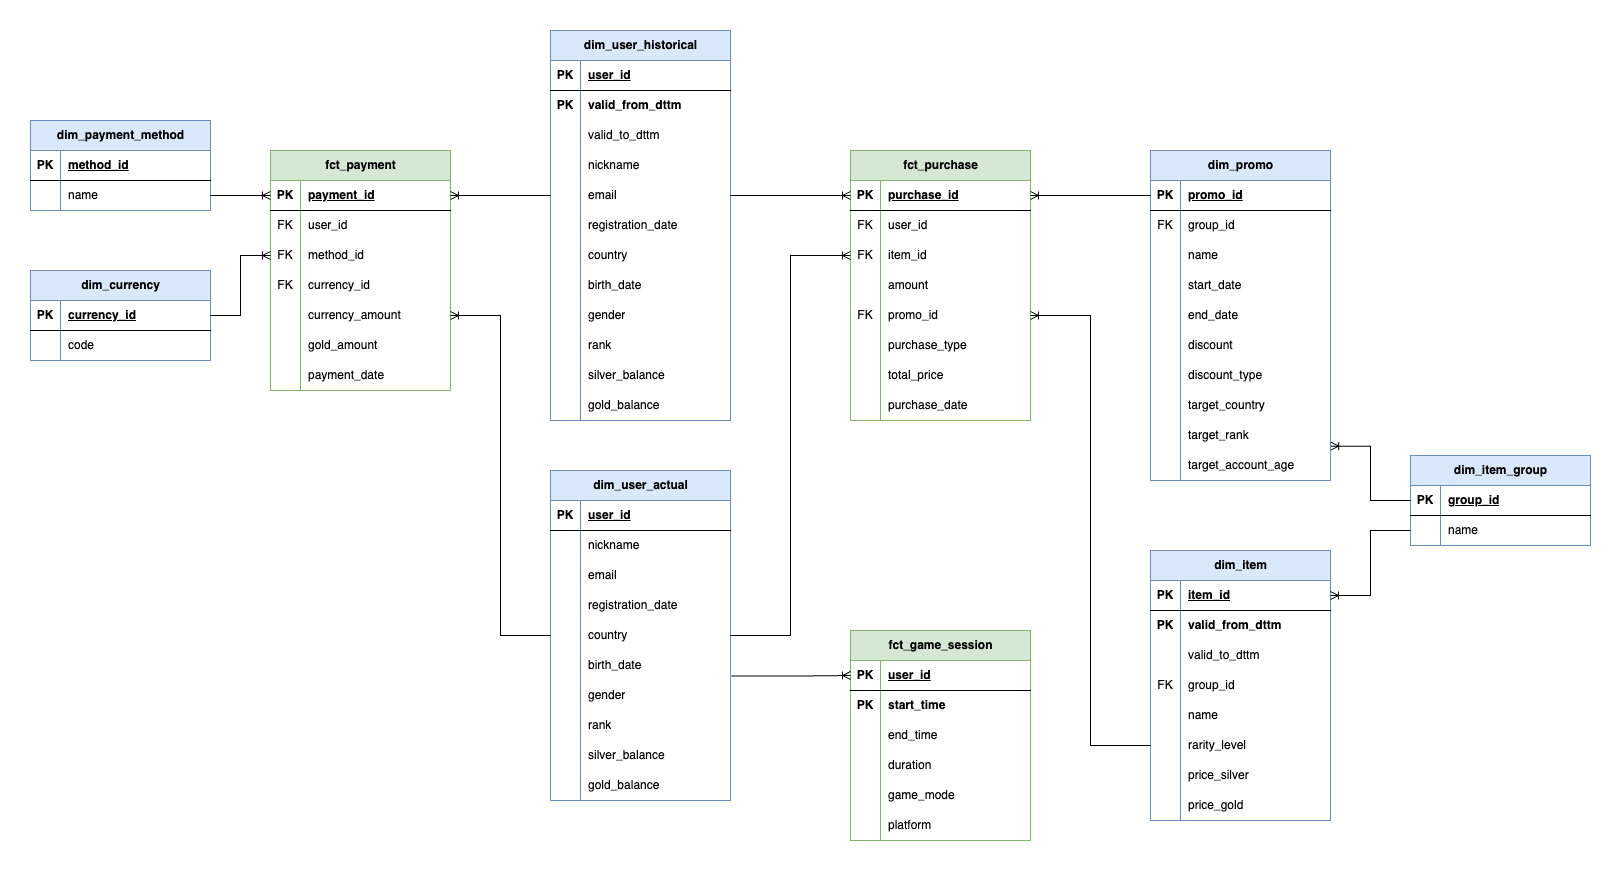 dim_user_historical
PK user_id
PK valid_from_dttm
valid_to_dttm
nickname
email
registration_date
country
birth_date
gender
rank
silver_balance
gold_balance
dim_payment_method
PK method_id
name
dim_currency
PK currency_id
code
fct_payment
PK payment_id
FK user_id
FK method_id
FK currency_id
currency_amount
gold_amount
payment_date
fct_purchase
PK purchase_id
FK user_id
FK item_id
amount
FK promo_id
purchase_type
total_price
purchase_date
dim_promo
PK promo_id
FK group_id
name
start_date
end_date
discount
discount_type
target_country
target_rank
target_account_age
dim_item_group
PK group_id
name
dim_user_actual
PK user_id
nickname
email
registration_date
country
birth_date
gender
rank
silver_balance
gold_balance
fct_game_session
PK user_id
PK start_time
end_time
duration
game_mode
platform
dim_item
PK item_id
PK valid_from_dttm
valid_to_dttm
FK group_id
name
rarity_level
price_silver
price_gold